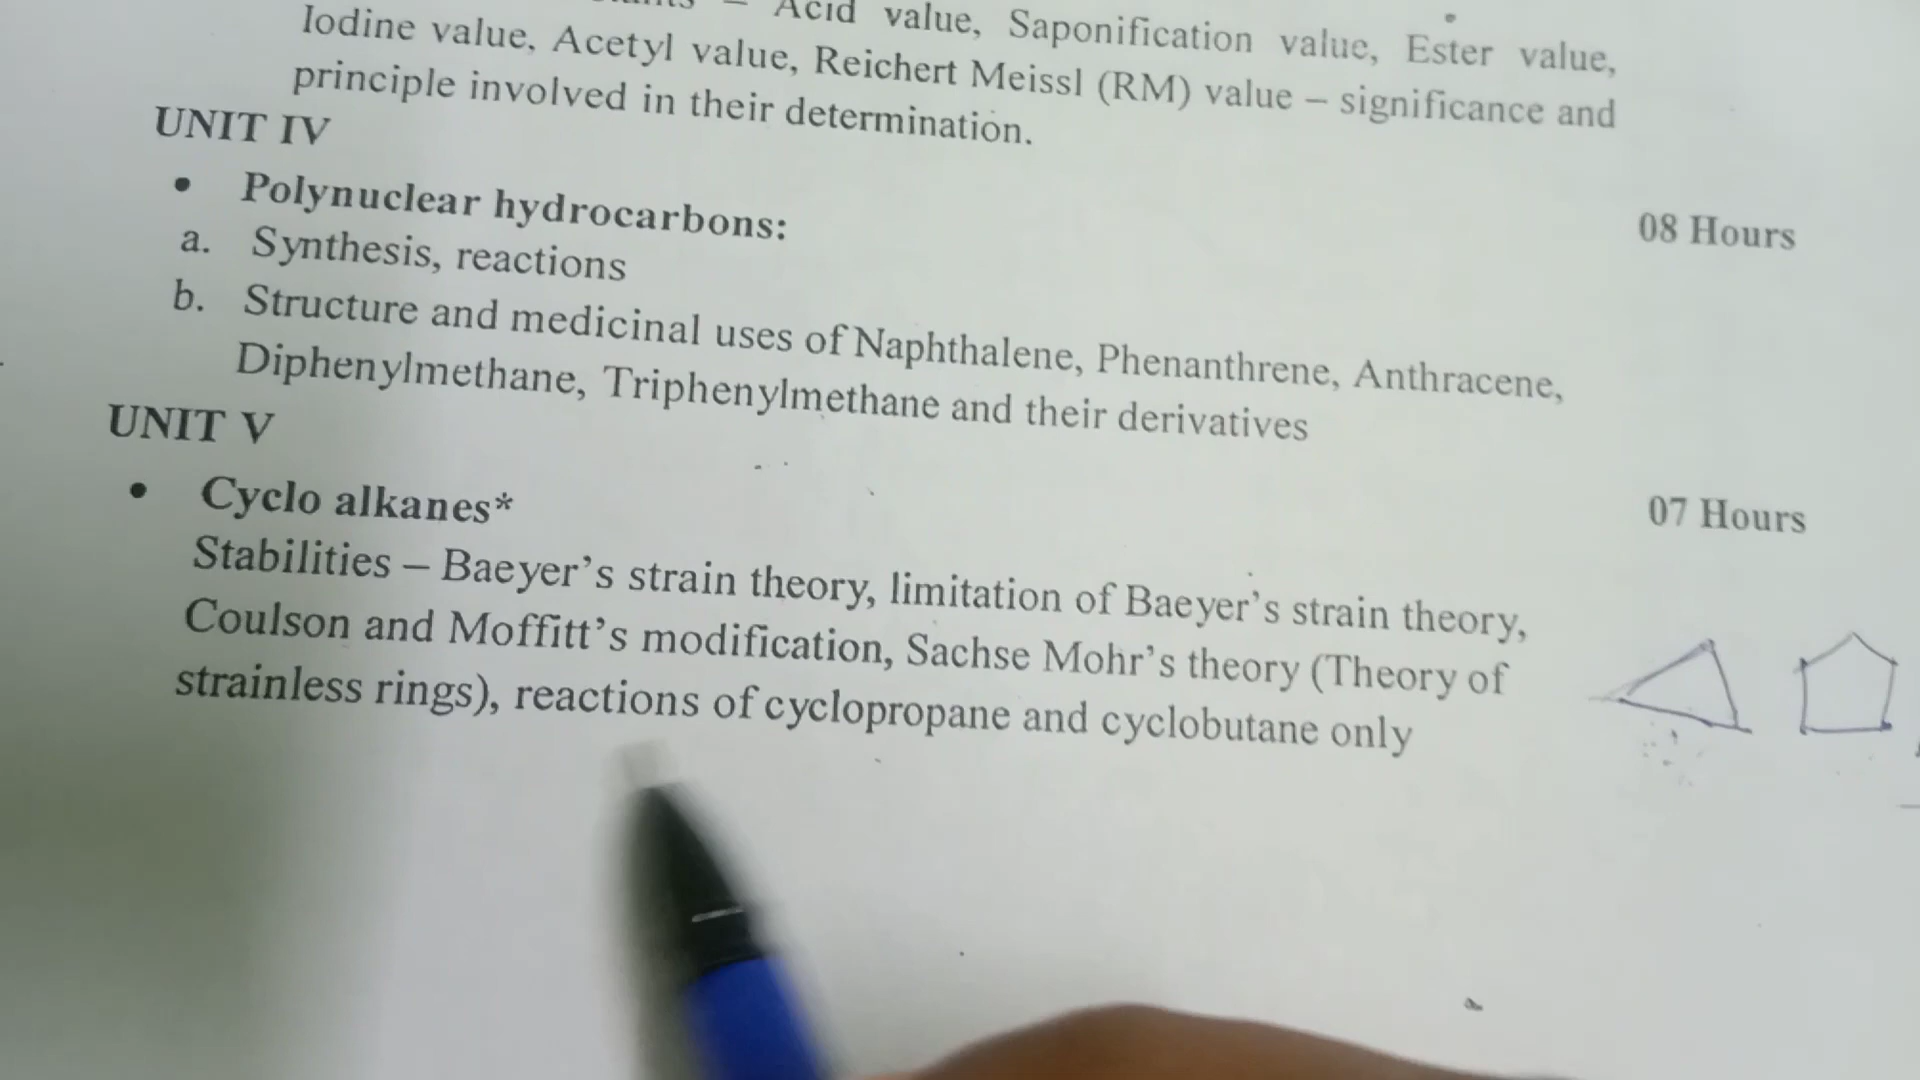 – Acid value, Saponification value, Ester value,
Iodine value, Acetyl value, Reichert Meissl (RM) value – significance and
principle involved in their determination.
UNIT IV
08 Hours
• Polynuclear hydrocarbons:
a. Synthesis, reactions
b. Structure and medicinal uses of Naphthalene, Phenanthrene, Anthracene,
Diphenylmethane, Triphenylmethane and their derivatives
UNIT V
07 Hours
• Cyclo alkanes*
Stabilities – Baeyer’s strain theory, limitation of Baeyer’s strain theory,
Coulson and Moffitt’s modification, Sachse Mohr’s theory (Theory of
strainless rings), reactions of cyclopropane and cyclobutane only